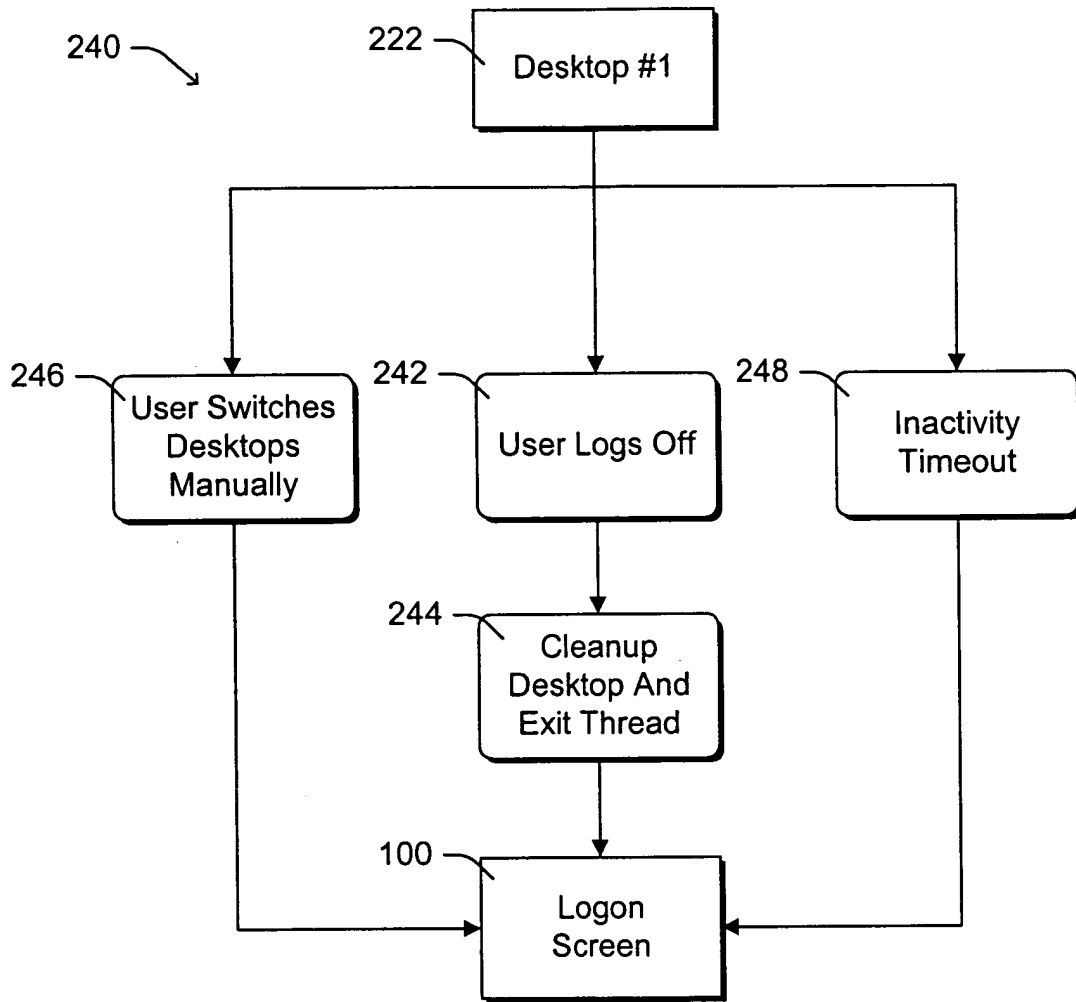 240
222
Desktop #1
246
User Switches
Desktops
Manually
242
User Logs Off
248
Inactivity
Timeout
244
Cleanup
Desktop And
Exit Thread
100
Logon
Screen